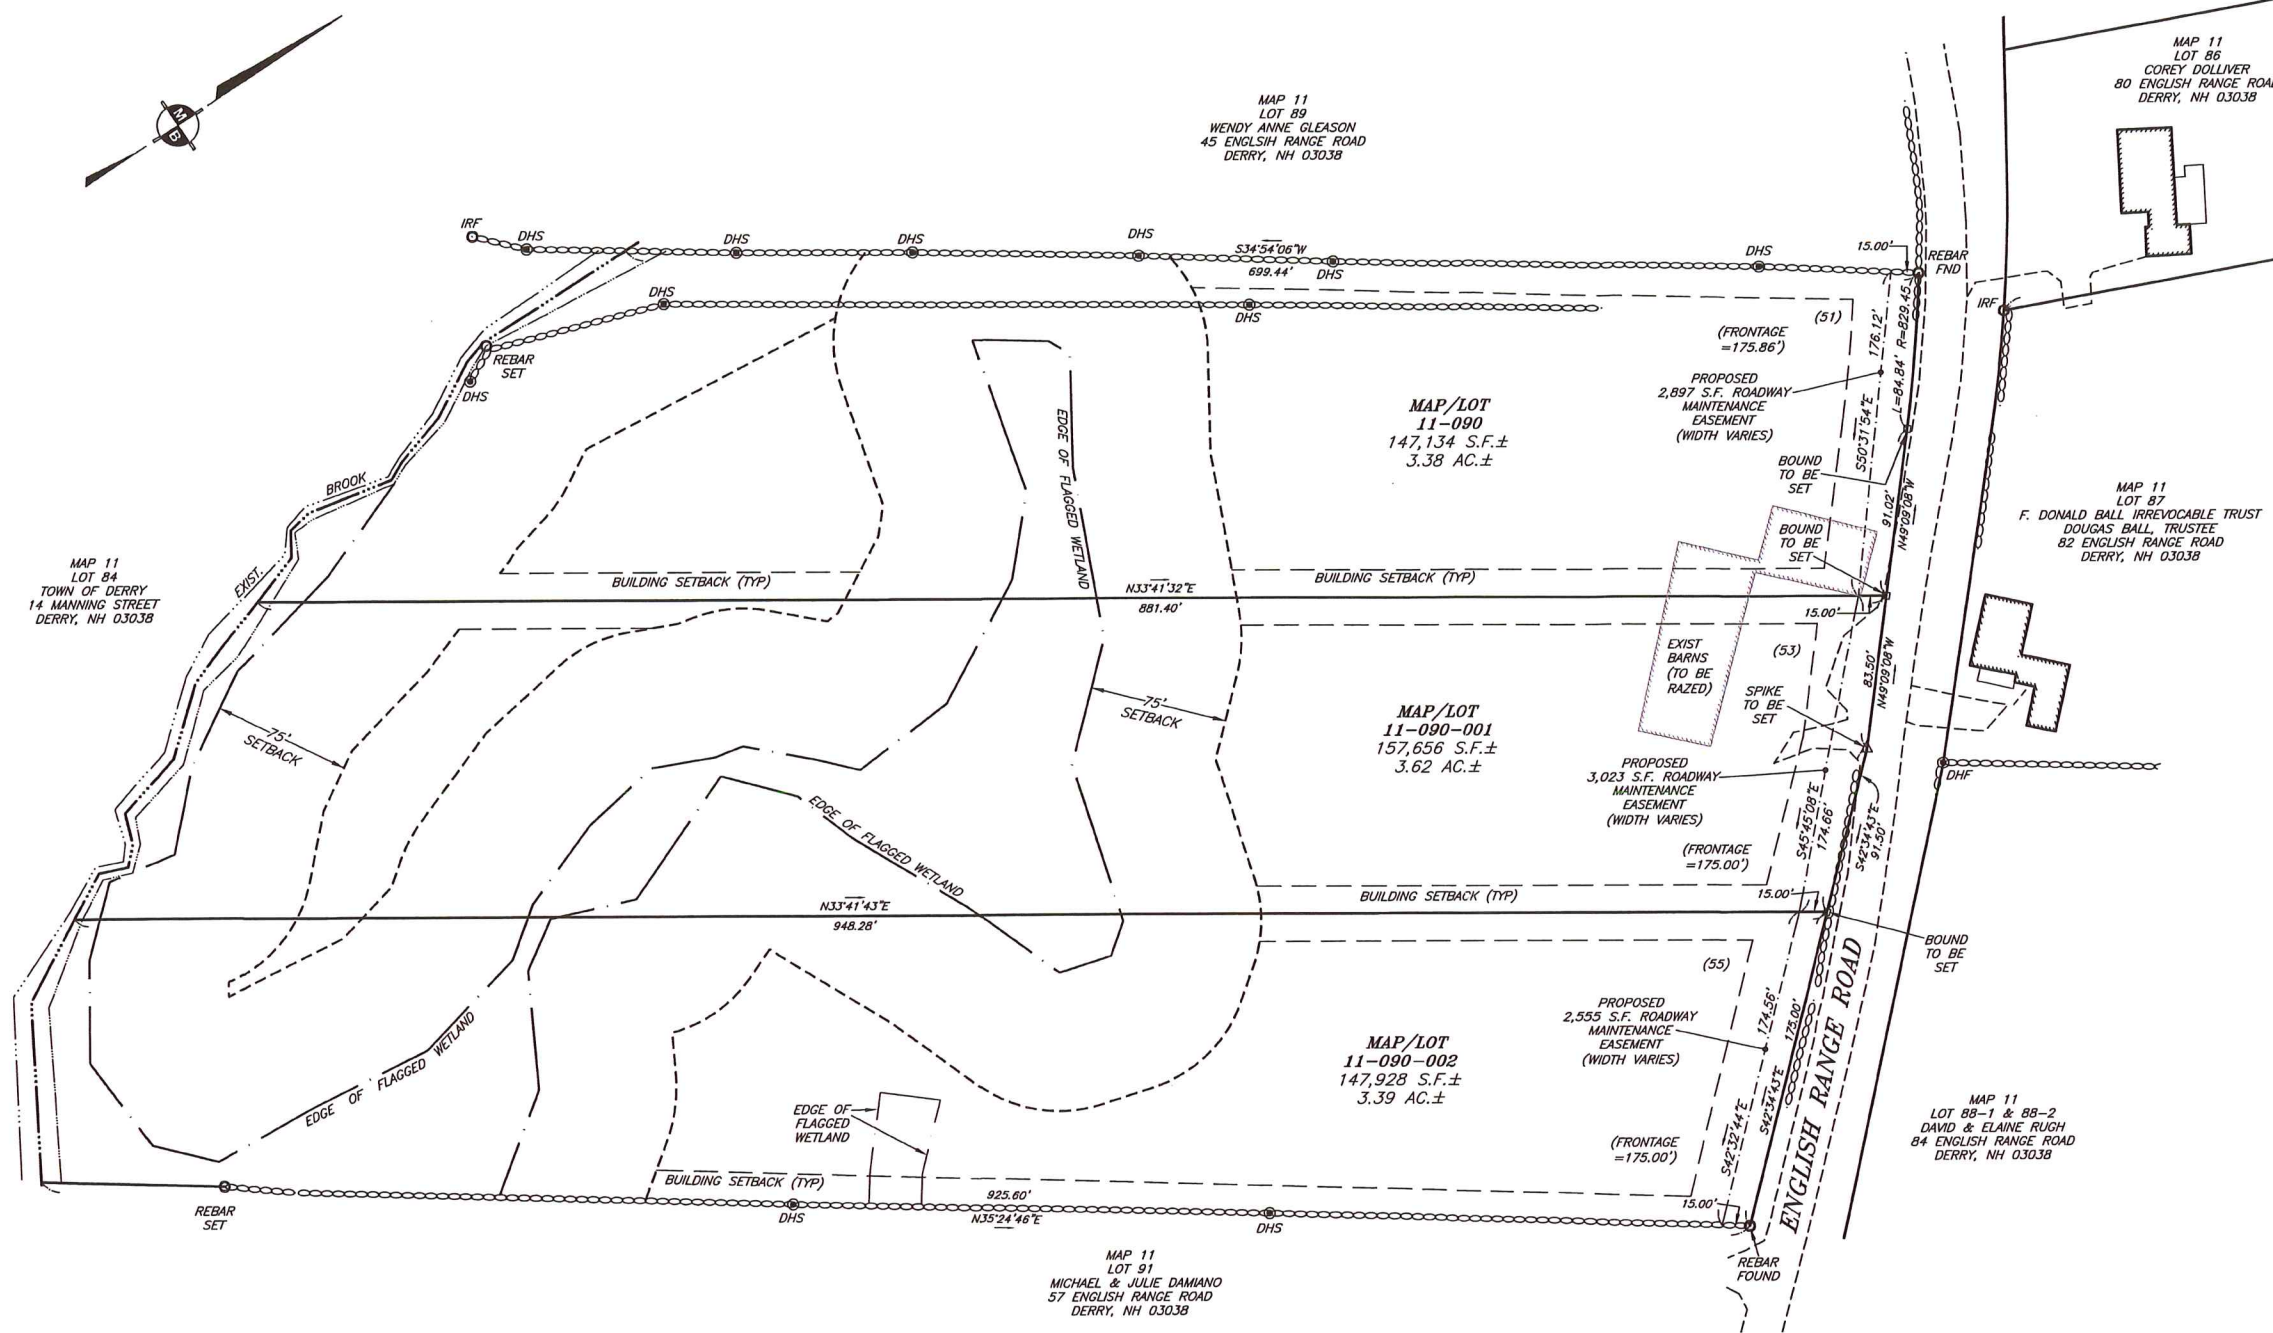 M
B
MAP 11
LOT 89
WENDY ANNE GLEASON
45 ENGLSIH RANGE ROAD
DERRY, NH 03038
MAP 11
LOT 86
COREY DOLLIVER
80 ENGLISH RANGE ROAD
DERRY, NH 03038
IRF
DHS
DHS
DHS
DHS
S34°54'06"W
699.44'
DHS
DHS
15.00'
REBAR
FND
IRF
DHS
DHS
REBAR
SET
DHS
(51)
(FRONTAGE
=175.86')
176.12'
S50°31'54"E
L=84.84' R=829.45'
PROPOSED
2,897 S.F. ROADWAY
MAINTENANCE
EASEMENT
(WIDTH VARIES)
MAP/LOT
11-090
147,134 S.F.±
3.38 AC.±
EDGE OF FLAGGED WETLAND
BOUND
TO BE
SET
91.02'
N49°09'08"W
BOUND
TO BE
SET
MAP 11
LOT 87
F. DONALD BALL IRREVOCABLE TRUST
DOUGAS BALL, TRUSTEE
82 ENGLISH RANGE ROAD
DERRY, NH 03038
BROOK
EXIST.
MAP 11
LOT 84
TOWN OF DERRY
14 MANNING STREET
DERRY, NH 03038
BUILDING SETBACK (TYP)
BUILDING SETBACK (TYP)
N33°41'32"E
881.40'
15.00'
EXIST
BARNS
(TO BE
RAZED)
(53)
83.50'
N49°09'08"W
SPIKE
TO BE
SET
75'
SETBACK
75'
SETBACK
MAP/LOT
11-090-001
157,656 S.F.±
3.62 AC.±
PROPOSED
3,023 S.F. ROADWAY
MAINTENANCE
EASEMENT
(WIDTH VARIES)
S45°45'08"E
174.66'
S42°34'43"E
91.50'
DHF
EDGE OF FLAGGED WETLAND
(FRONTAGE
=175.00')
BUILDING SETBACK (TYP)
15.00'
N33°41'43"E
948.28'
BOUND
TO BE
SET
(55)
PROPOSED
2,555 S.F. ROADWAY
MAINTENANCE
EASEMENT
(WIDTH VARIES)
174.56'
S42°32'44"E
175.00'
S42°34'43"E
ENGLISH RANGE ROAD
MAP/LOT
11-090-002
147,928 S.F.±
3.39 AC.±
EDGE OF FLAGGED WETLAND
EDGE OF
FLAGGED
WETLAND
(FRONTAGE
=175.00')
MAP 11
LOT 88-1 & 88-2
DAVID & ELAINE RUGH
84 ENGLISH RANGE ROAD
DERRY, NH 03038
BUILDING SETBACK (TYP)
15.00'
REBAR
SET
DHS
925.60'
N35°24'46"E
DHS
REBAR
FOUND
MAP 11
LOT 91
MICHAEL & JULIE DAMIANO
57 ENGLISH RANGE ROAD
DERRY, NH 03038